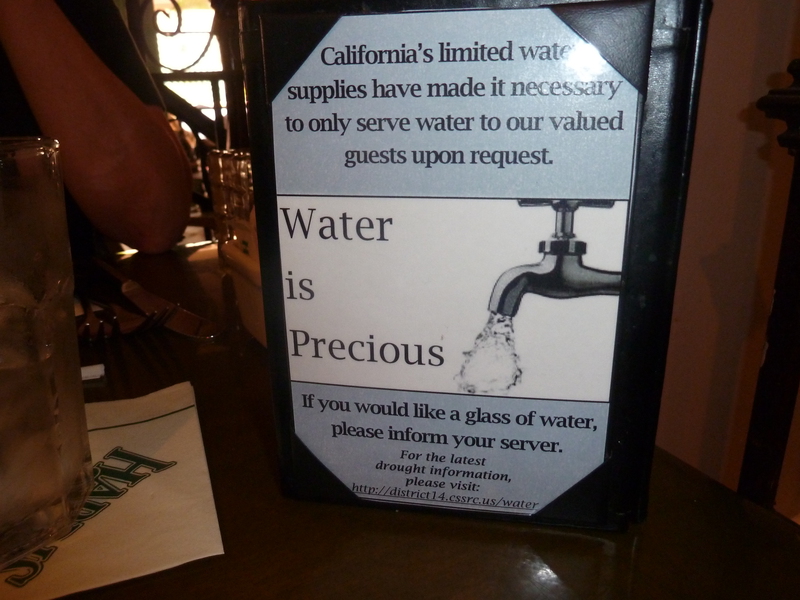 California's limited water
supplies have made it necessary
to only serve water to our valued
guests upon request.
Water
is
Precious
If you would like a glass of water,
please inform your server.
For the latest
drought information,
please visit:
http://district14.cssrc.us/water